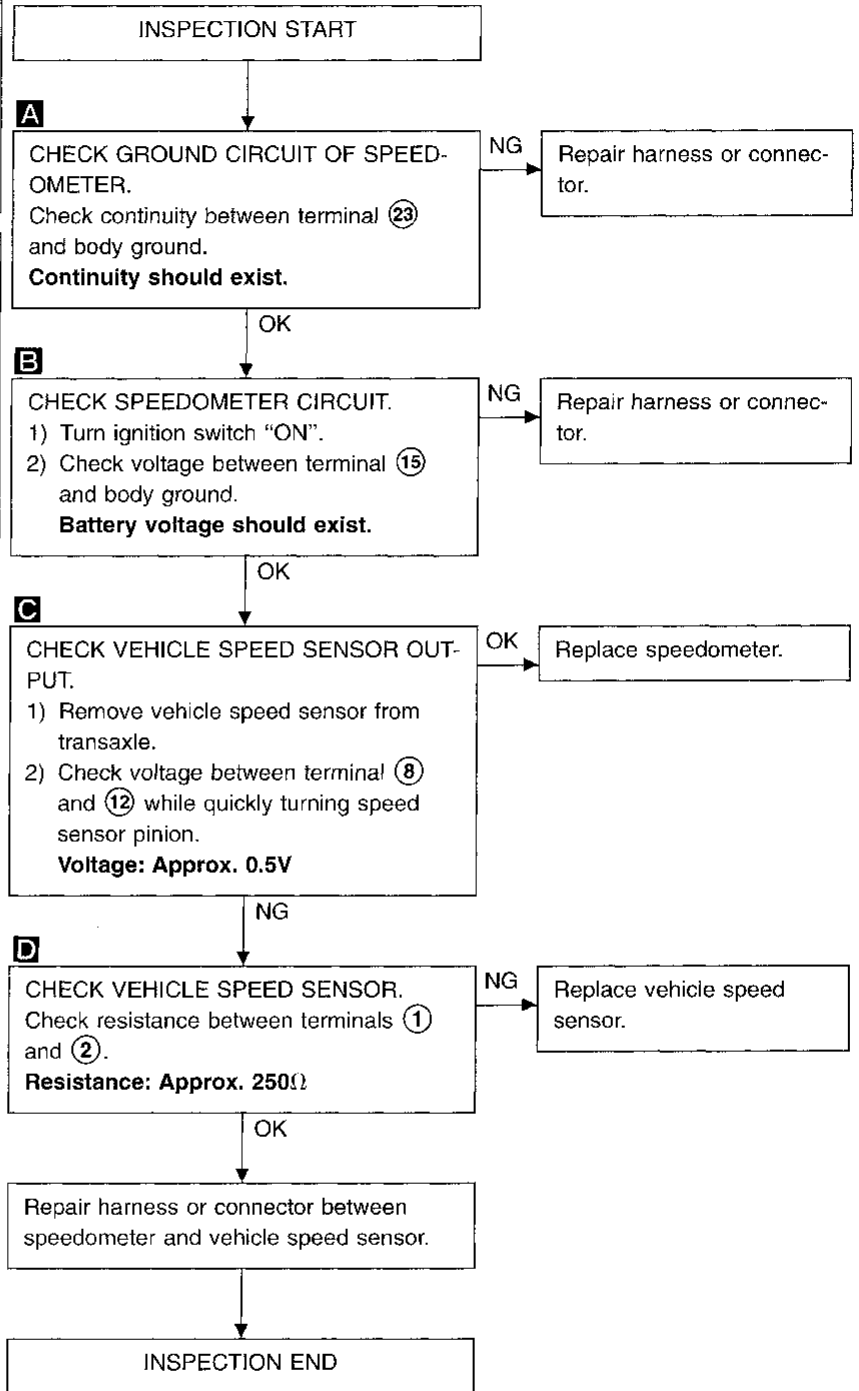 INSPECTION START
A
CHECK GROUND CIRCUIT OF SPEED-
OMETER.
Check continuity between terminal 23
and body ground.
Continuity should exist.
NG
Repair harness or connec-
tor.
OK
B
CHECK SPEEDOMETER CIRCUIT.
1) Turn ignition switch “ON”.
2) Check voltage between terminal 15
and body ground.
Battery voltage should exist.
NG
Repair harness or connec-
tor.
OK
C
CHECK VEHICLE SPEED SENSOR OUT-
PUT.
1) Remove vehicle speed sensor from
transaxle.
2) Check voltage between terminal 8
and 12 while quickly turning speed
sensor pinion.
Voltage: Approx. 0.5V
OK
Replace speedometer.
NG
D
CHECK VEHICLE SPEED SENSOR.
Check resistance between terminals 1
and 2.
Resistance: Approx. 250Ω
NG
Replace vehicle speed
sensor.
OK
Repair harness or connector between
speedometer and vehicle speed sensor.
INSPECTION END